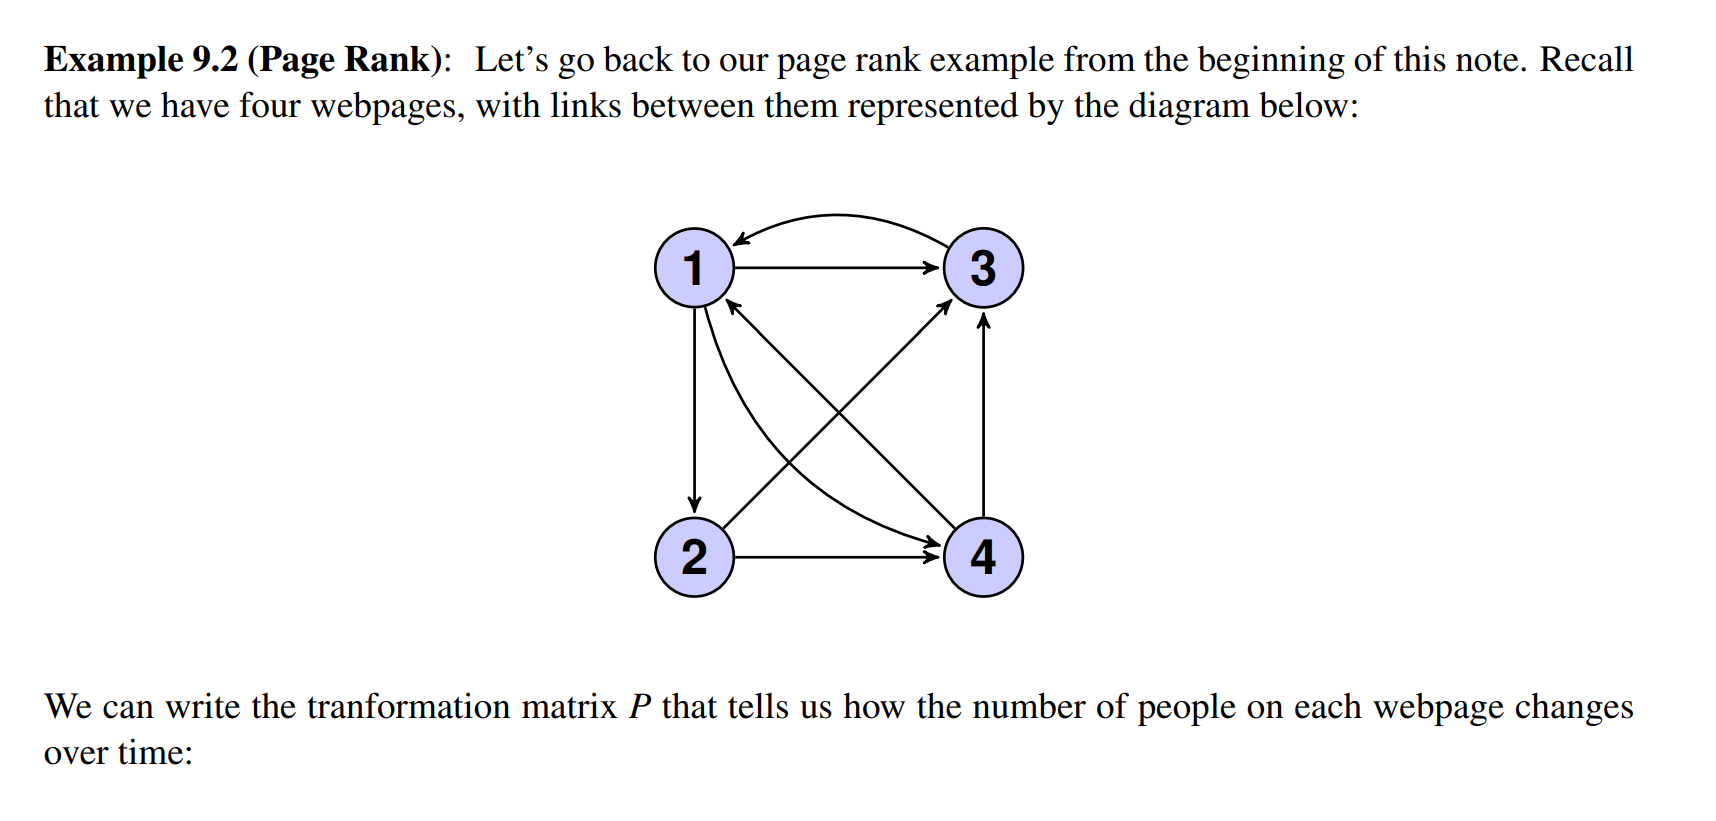 Example 9.2 (Page Rank): Let’s go back to our page rank example from the beginning of this note. Recall
that we have four webpages, with links between them represented by the diagram below:
1
3
2
4
We can write the tranformation matrix P that tells us how the number of people on each webpage changes
over time: